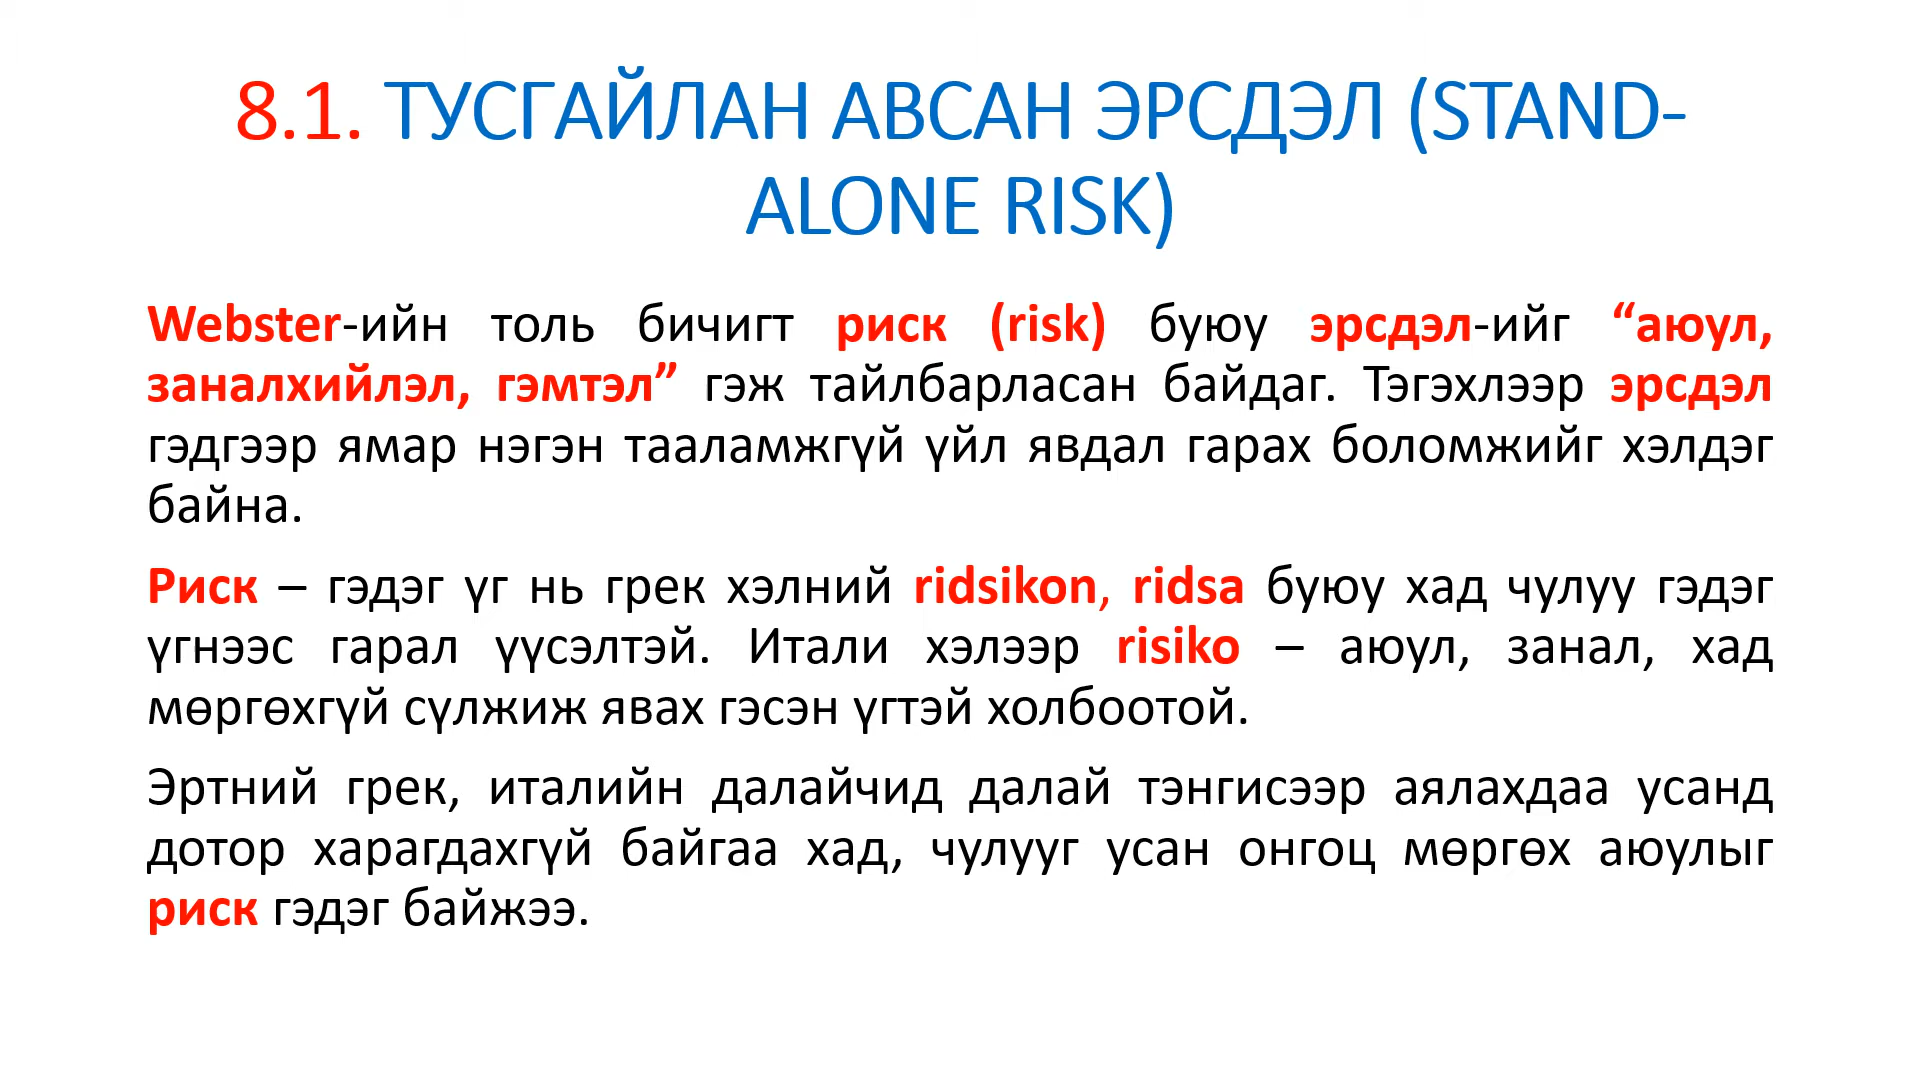 8.1. ТУСГАЙЛАН АВСАН ЭРСДЭЛ (STAND-
ALONE RISK)
Webster-ийн толь бичигт риск (risk) буюу эрсдэл-ийг “аюул,
заналхийлэл, гэмтэл” гэж тайлбарласан байдаг. Тэгэхлээр эрсдэл
гэдгээр ямар нэгэн тааламжгүй үйл явдал гарах боломжийг хэлдэг
байна.
Риск – гэдэг үг нь грек хэлний ridsikon, ridsa буюу хад чулуу гэдэг
үгнээс гарал үүсэлтэй. Итали хэлээр risiko – аюул, занал, хад
мөргөхгүй сүлжиж явах гэсэн үгтэй холбоотой.
Эртний грек, италийн далайчид далай тэнгисээр аялахдаа усанд
дотор харагдахгүй байгаа хад, чулууг усан онгоц мөргөх аюулыг
риск гэдэг байжээ.